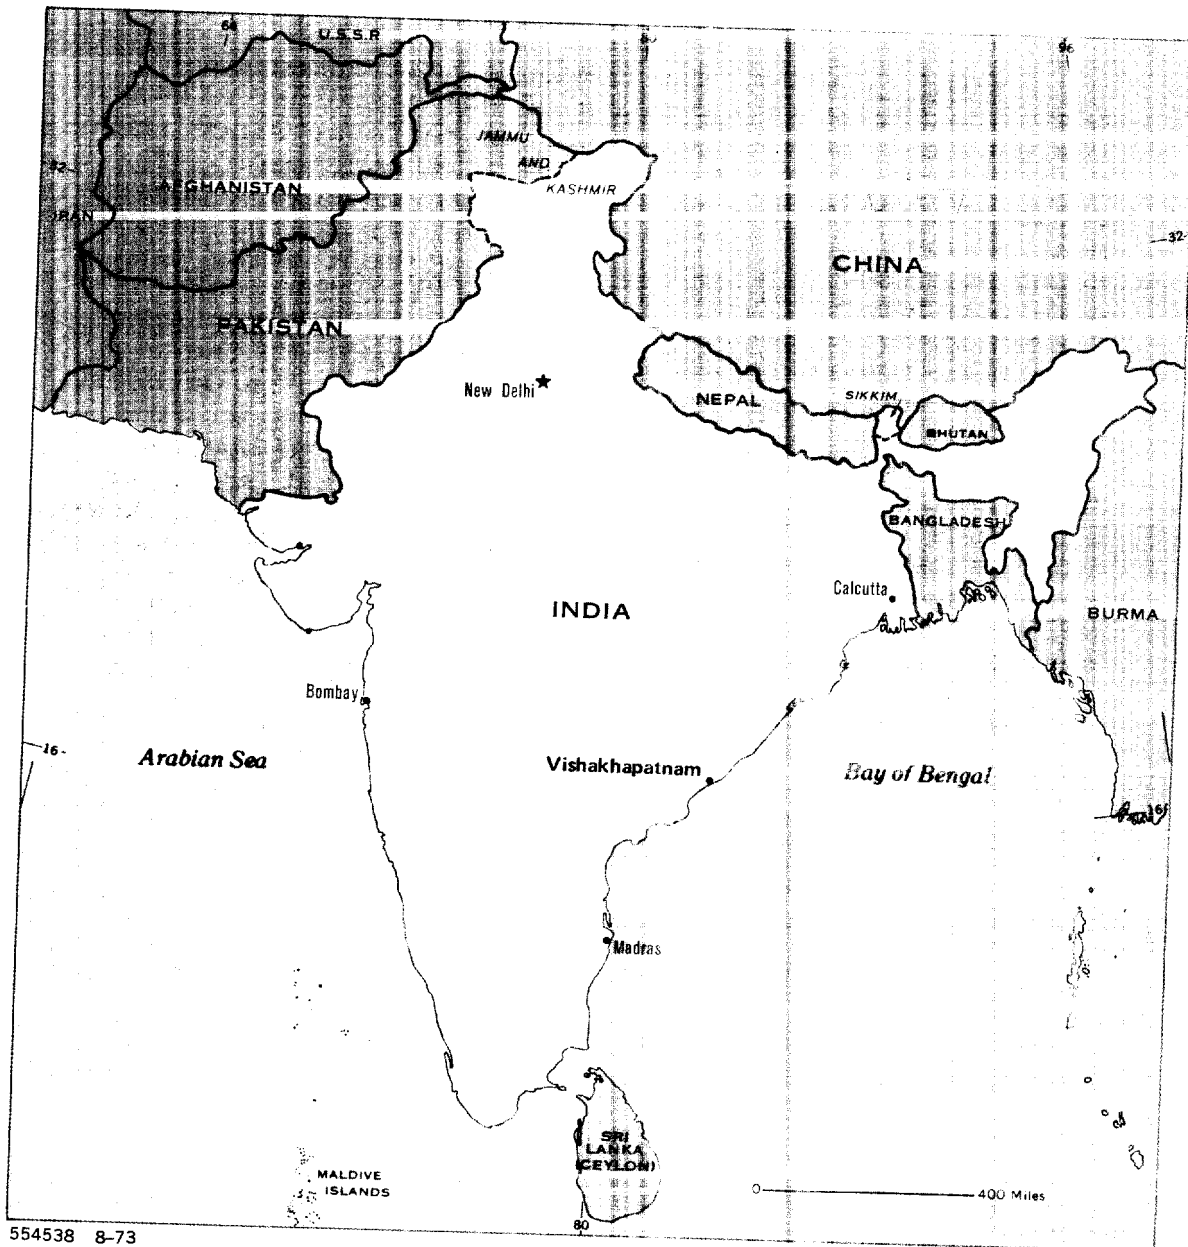 64
U.S.S.R
96
JAMMU
AND
KASHMIR
32
AFGHANISTAN
IRAN
32
CHINA
PAKISTAN
New Delhi
NEPAL
SIKKIM
BHUTAN
BANGLADESH
Calcutta
INDIA
BURMA
Bombay
16
Arabian Sea
Vishakhapatnam
Bay of Bengal
16
Madras
SRI
LANKA
(CEYLON)
MALDIVE
ISLANDS
0 400 Miles
80
554538 8-73